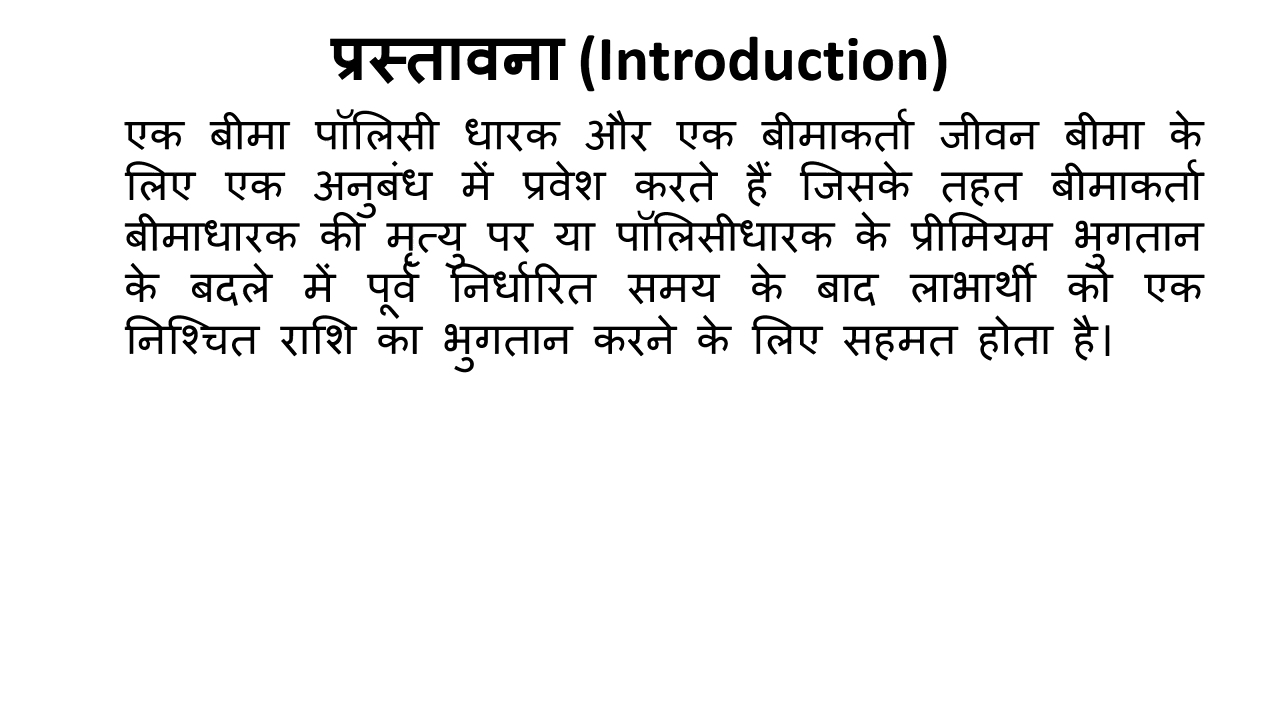 प्रस्तावना (Introduction)
एक बीमा पॉलिसी धारक और एक बीमाकर्ता जीवन बीमा के
लिए एक अनुबंध में प्रवेश करते हैं जिसके तहत बीमाकर्ता
बीमाधारक की मृत्यु पर या पॉलिसीधारक के प्रीमियम भुगतान
के बदले में पूर्व निर्धारित समय के बाद लाभार्थी को एक
निश्चित राशि का भुगतान करने के लिए सहमत होता है।